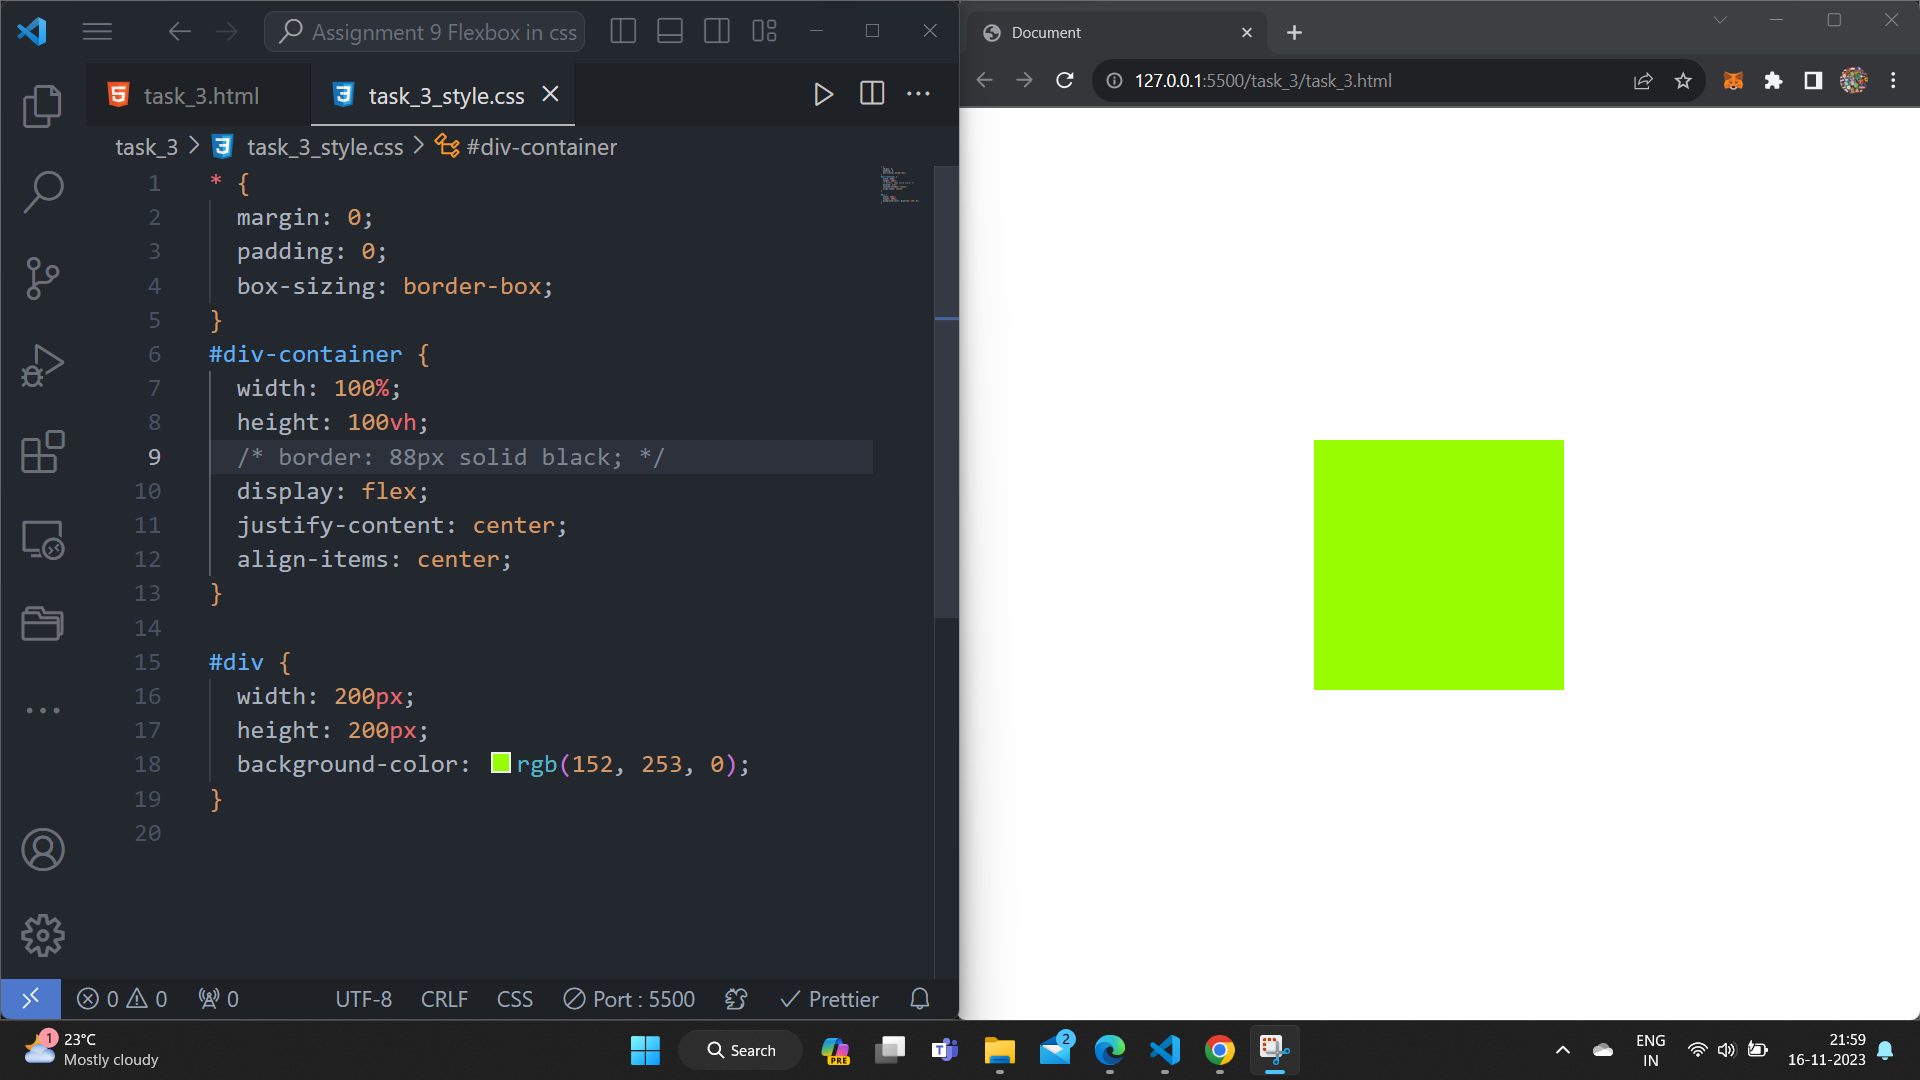 Assignment 9 Flexbox in css
task_3.html
task_3_style.css
task_3 > task_3_style.css > #div-container
1 * {
2 margin: 0;
3 padding: 0;
4 box-sizing: border-box;
5 }
6 #div-container {
7 width: 100%;
8 height: 100vh;
9 /* border: 88px solid black; */
10 display: flex;
11 justify-content: center;
12 align-items: center;
13 }
14
15 #div {
16 width: 200px;
17 height: 200px;
18 background-color: rgb(152, 253, 0);
19 }
20
0 0 0 UTF-8 CRLF CSS Port : 5500 Prettier
Document
127.0.0.1:5500/task_3/task_3.html
1
23°C
Mostly cloudy
Search
PRE
2
ENG
IN
21:59
16-11-2023